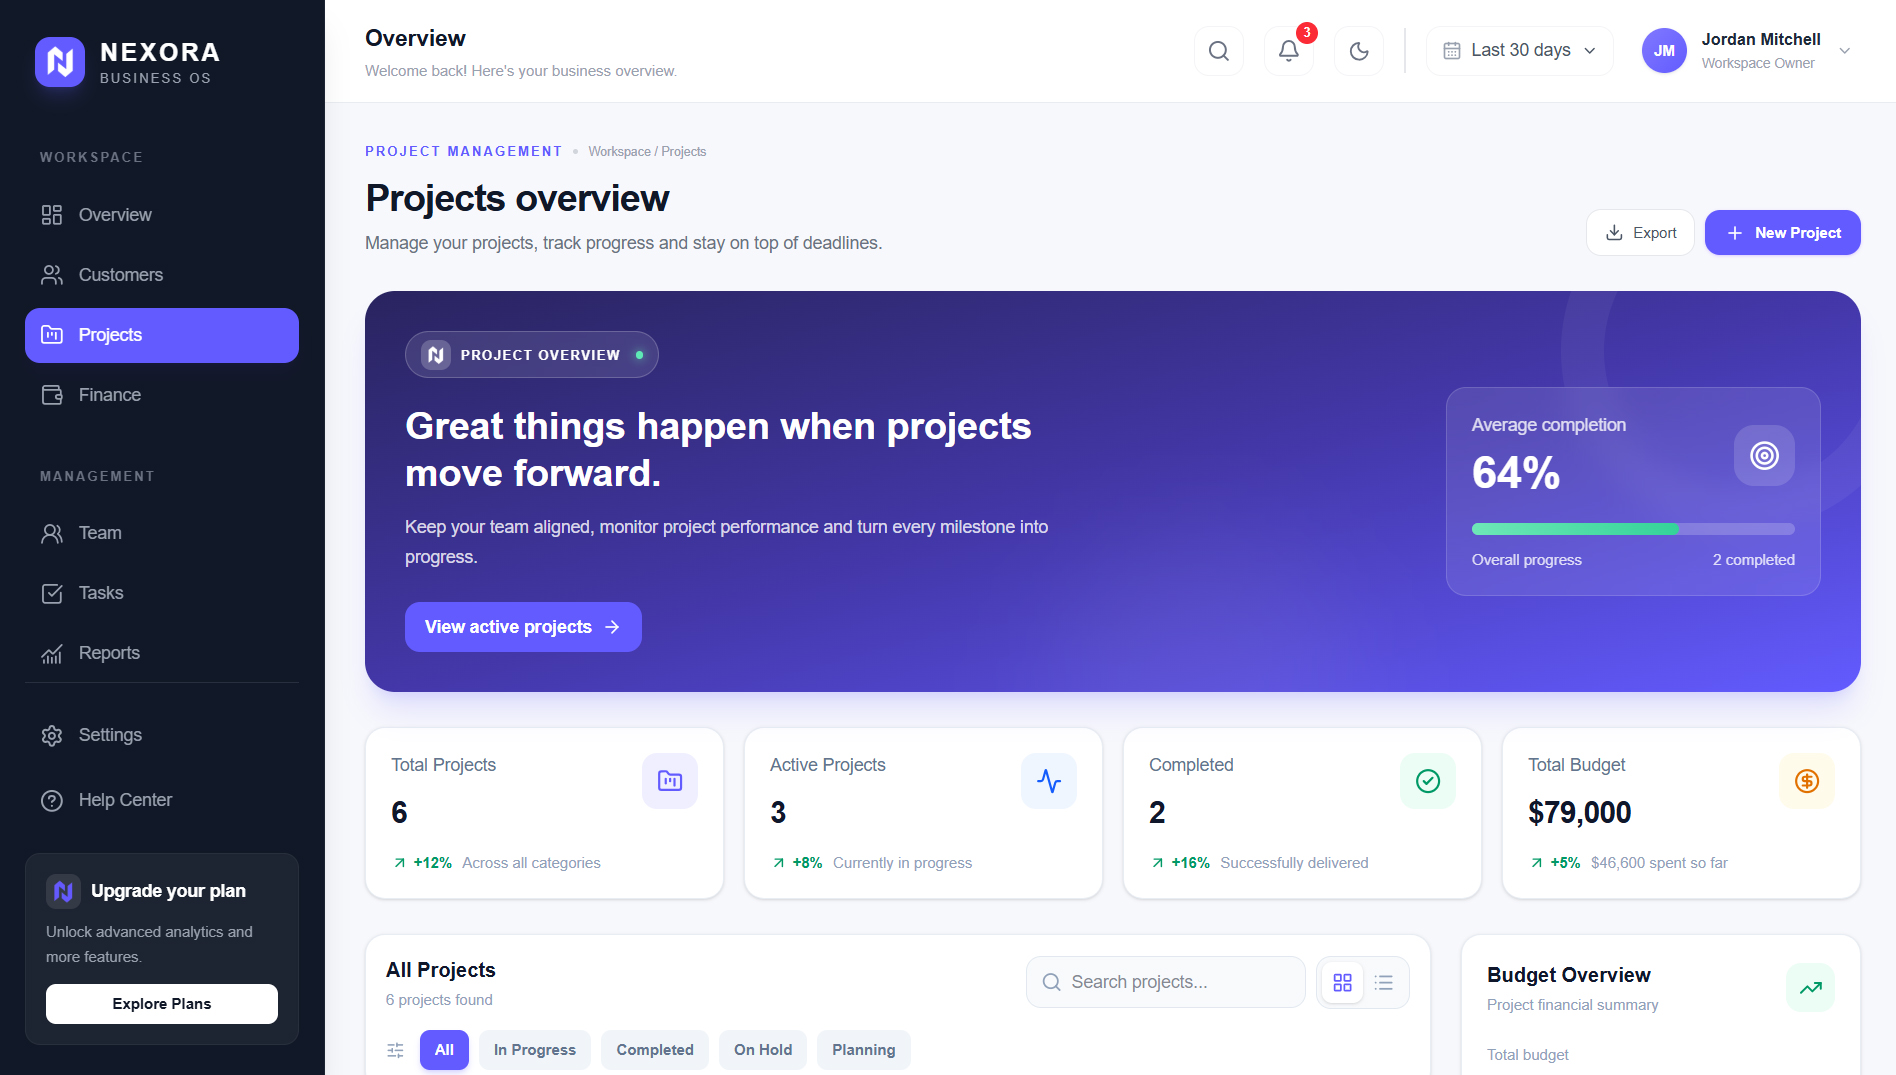 NEXORA
BUSINESS OS
WORKSPACE
Overview
Customers
Projects
Finance
MANAGEMENT
Team
Tasks
Reports
Settings
Help Center
Upgrade your plan
Unlock advanced analytics and
more features.
Explore Plans
Overview
Welcome back! Here's your business overview.
3
Last 30 days
JM
Jordan Mitchell
Workspace Owner
PROJECT MANAGEMENT
Workspace / Projects
Projects overview
Manage your projects, track progress and stay on top of deadlines.
Export
New Project
PROJECT OVERVIEW
Great things happen when projects
move forward.
Keep your team aligned, monitor project performance and turn every milestone into
progress.
View active projects
Average completion
64%
Overall progress
2 completed
Total Projects
6
+12% Across all categories
Active Projects
3
+8% Currently in progress
Completed
2
+16% Successfully delivered
Total Budget
$79,000
+5% $46,600 spent so far
All Projects
6 projects found
Search projects...
All
In Progress
Completed
On Hold
Planning
Budget Overview
Project financial summary
Total budget